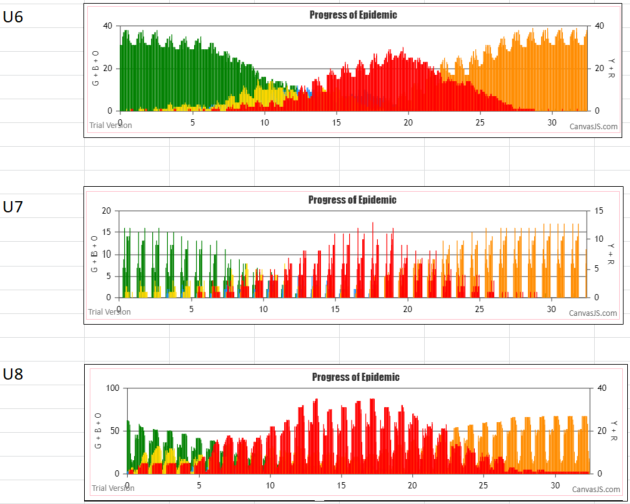 U6
Progress of Epidemic
40 40
G + B + O
20 20
Y + R
0 0
0 5 10 15 20 25 30
Trial Version CanvasJS.com
U7
Progress of Epidemic
20 15
15
10
G + B + O
10
Y + R
5 5
0 0
5 10 15 20 25 30
Trial Version CanvasJS.com
U8
Progress of Epidemic
100 40
G + B + O
50 20
Y + R
0 0
0 5 10 15 20 25 30
Trial Version CanvasJS.com